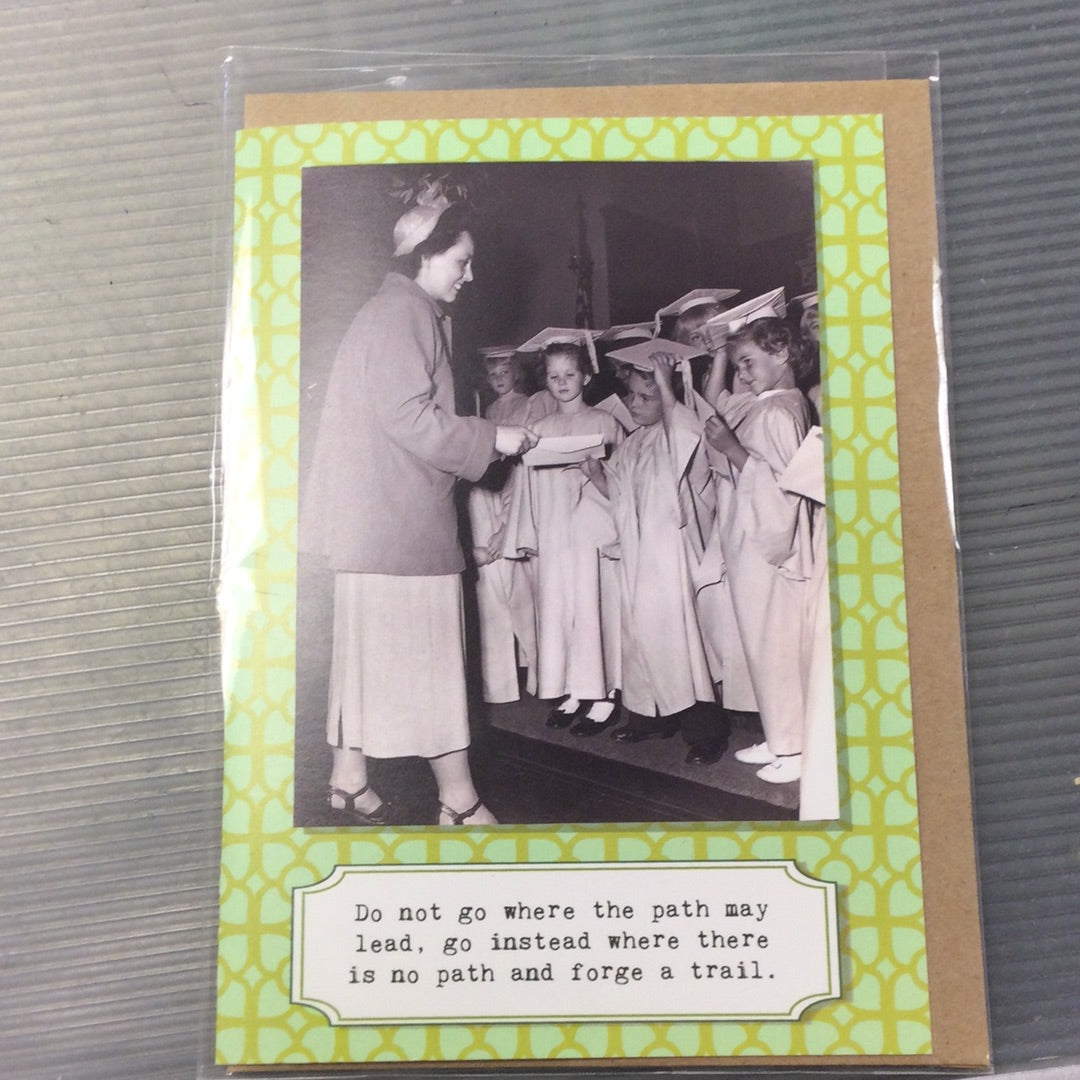 Do not go where the path may
lead, go instead where there
is no path and forge a trail.